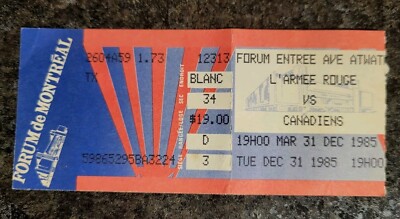 FORUM de MONTRÉAL
2604A59 1.73
TX
59865295BA3224
12313
BLANC
34
$19.00
D
3
FORUM ENTREE AVE ATWAT
L'ARMEE ROUGE
VS
CANADIENS
19H00 MAR 31 DEC 1985
TUE DEC 31 1985 19H00